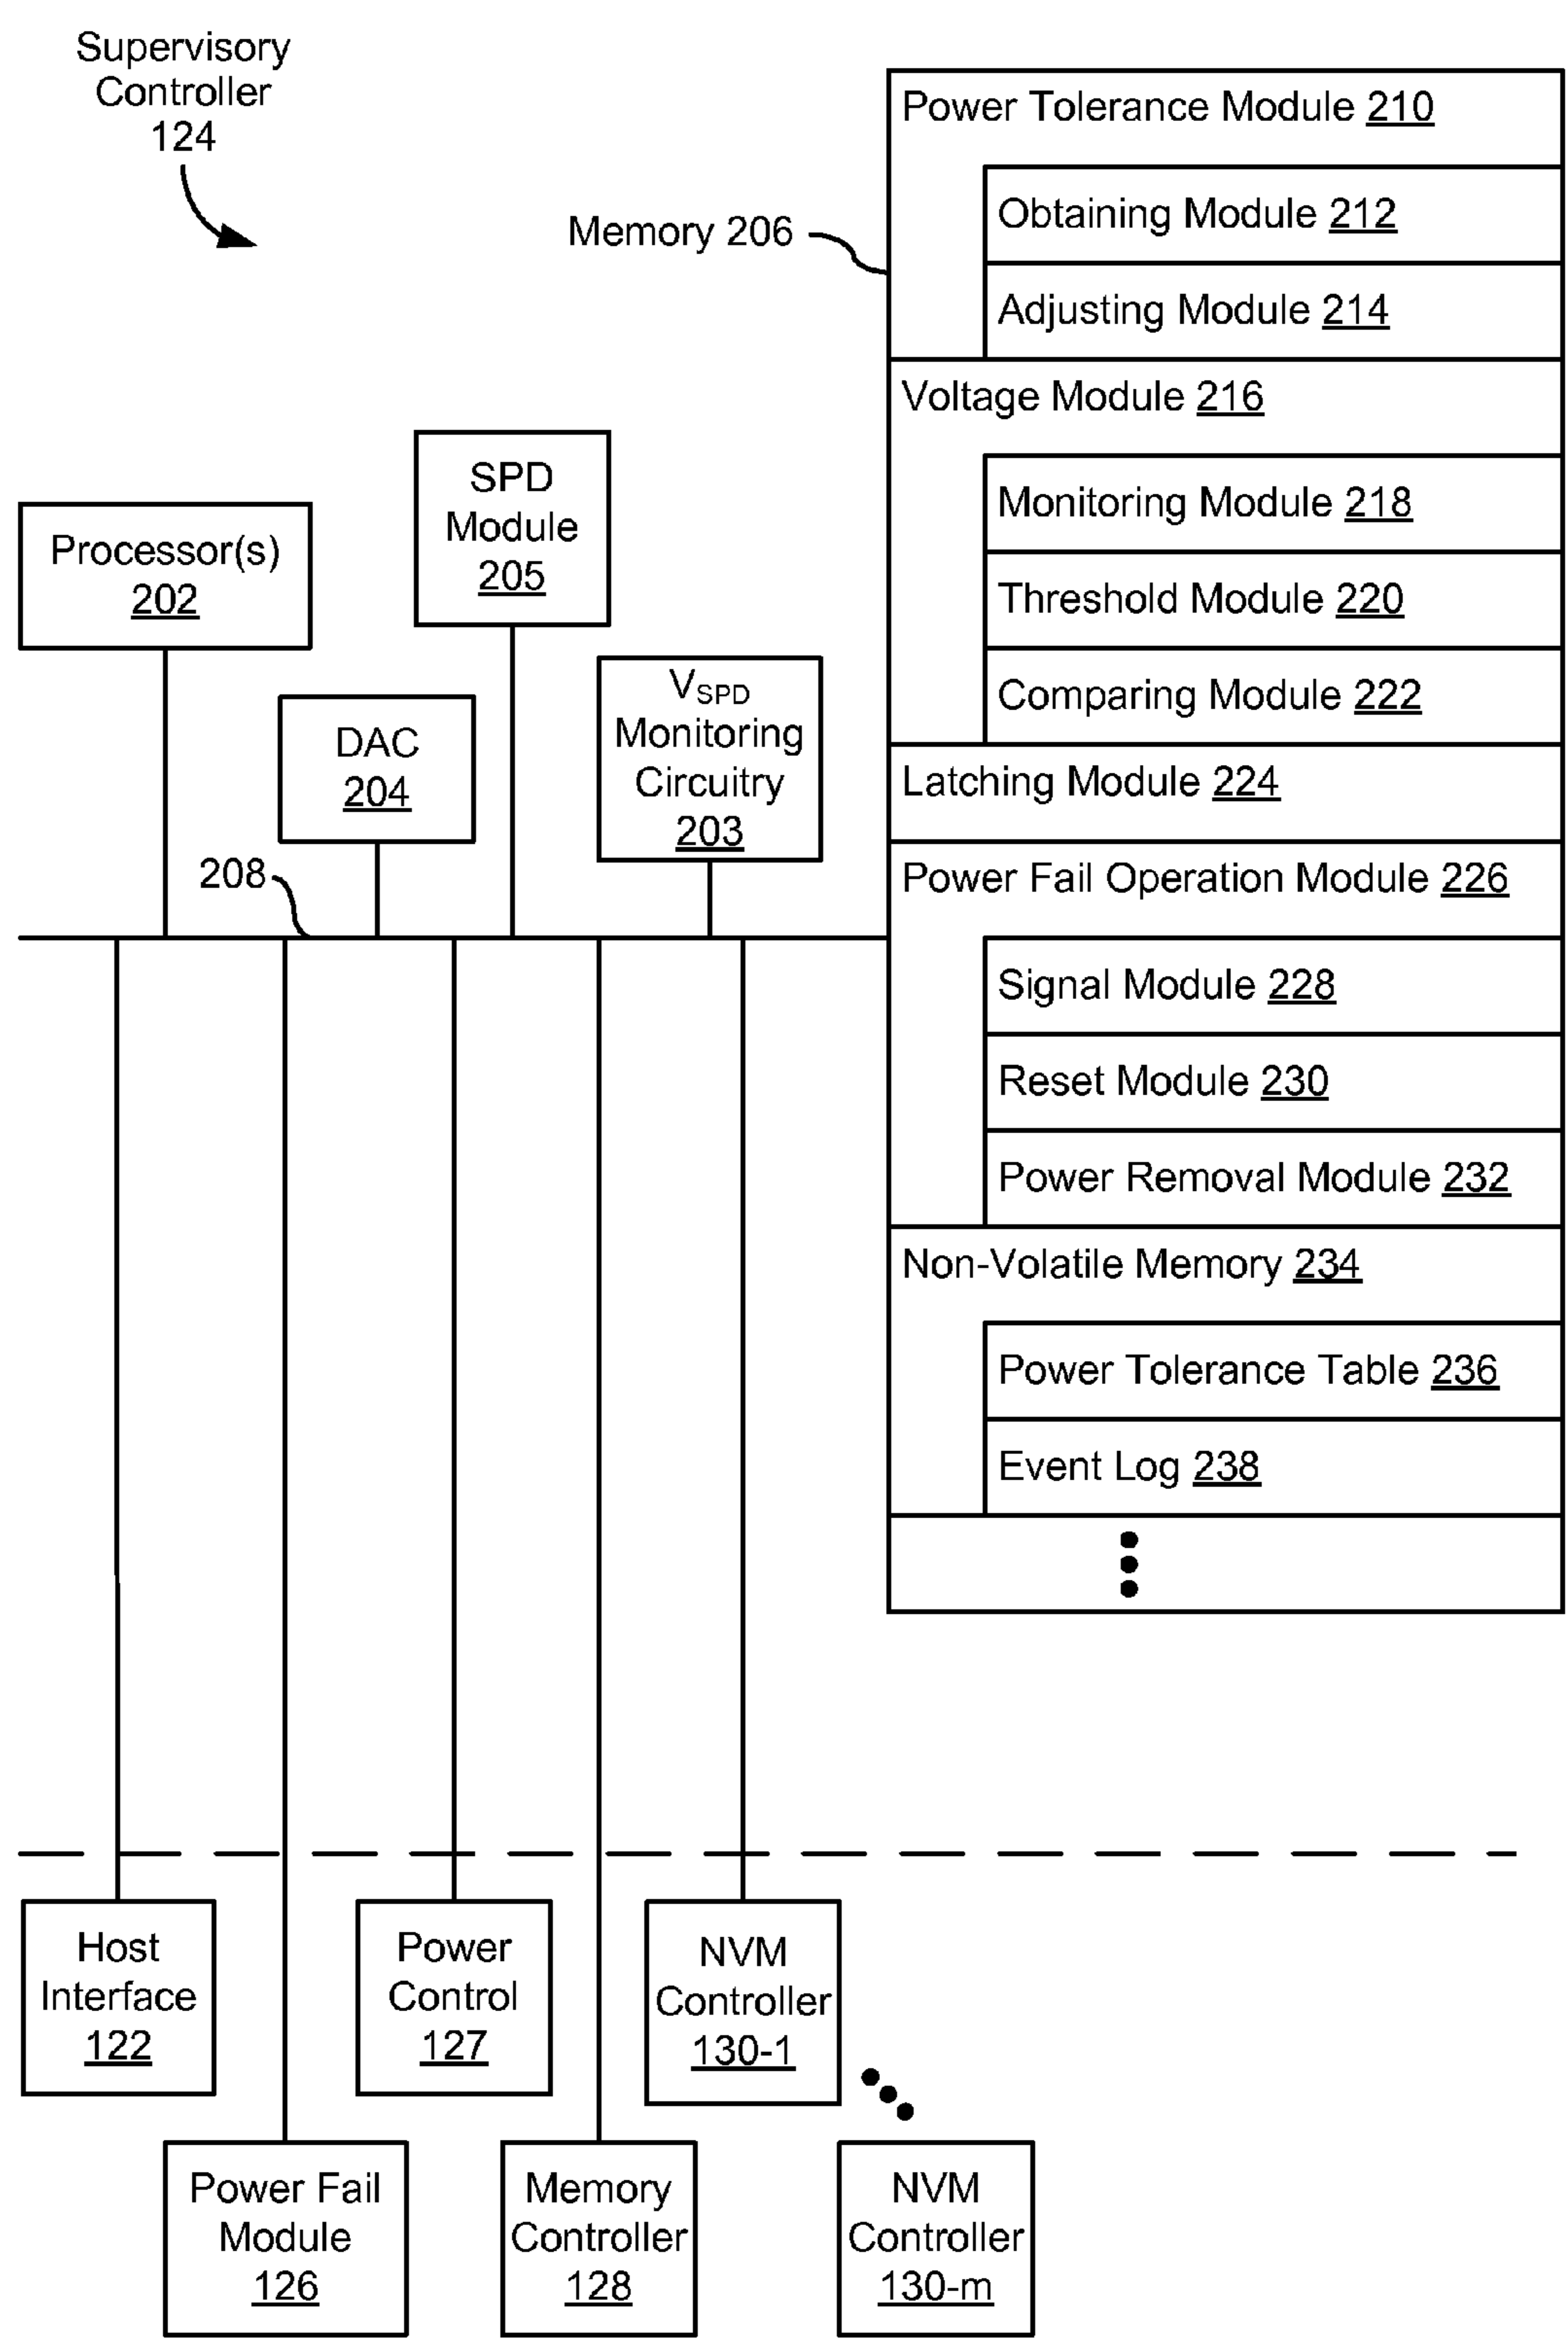 Supervisory
Controller
124
Memory 206
Power Tolerance Module 210
Obtaining Module 212
Adjusting Module 214
Voltage Module 216
Monitoring Module 218
Threshold Module 220
Comparing Module 222
Latching Module 224
Power Fail Operation Module 226
Signal Module 228
Reset Module 230
Power Removal Module 232
Non-Volatile Memory 234
Power Tolerance Table 236
Event Log 238
SPD
Module
205
Processor(s)
202
VSPD
Monitoring
Circuitry
203
DAC
204
208
Host
Interface
122
Power
Control
127
NVM
Controller
130-1
Power Fail
Module
126
Memory
Controller
128
NVM
Controller
130-m